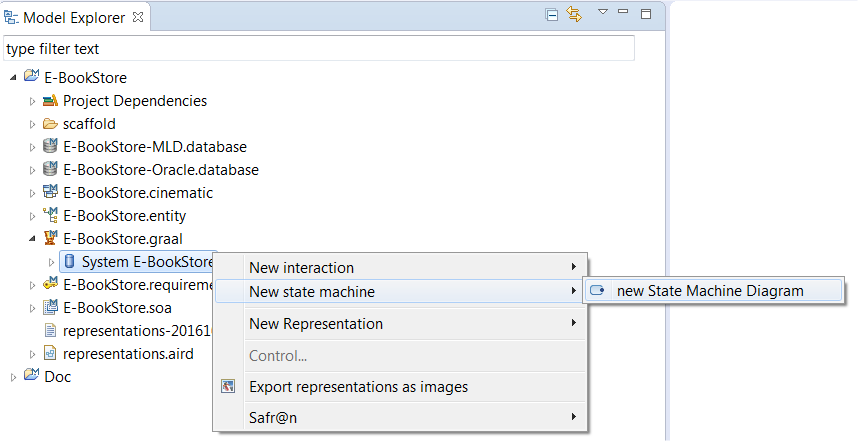 Model Explorer
type filter text
E-BookStore
Project Dependencies
scaffold
E-BookStore-MLD.database
E-BookStore-Oracle.database
E-BookStore.cinematic
E-BookStore.entity
E-BookStore.graal
System E-BookStore
New interaction
E-BookStore.requireme
New state machine
new State Machine Diagram
E-BookStore.soa
representations-20161
New Representation
representations.aird
Control...
Doc
Export representations as images
Safr@n